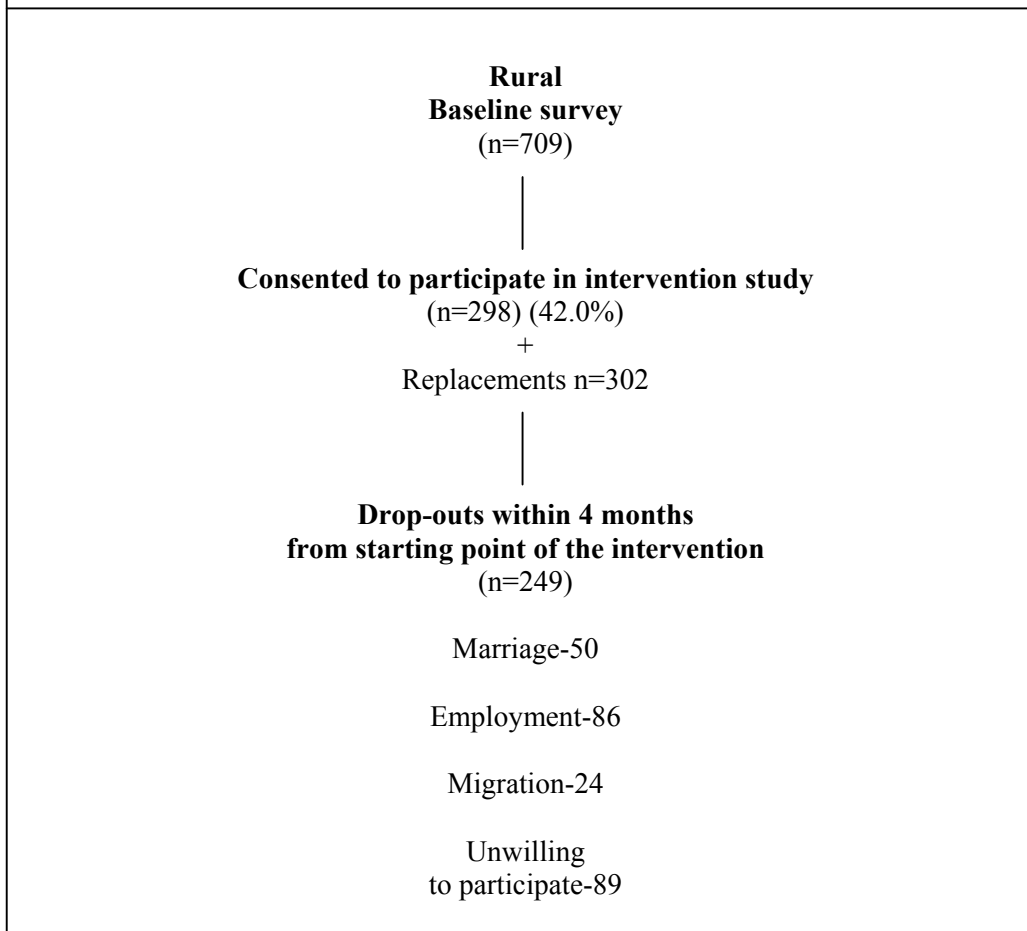 Rural
Baseline survey
(n=709)
Consented to participate in intervention study
(n=298) (42.0%)
+
Replacements n=302
Drop-outs within 4 months
from starting point of the intervention
(n=249)
Marriage-50
Employment-86
Migration-24
Unwilling
to participate-89